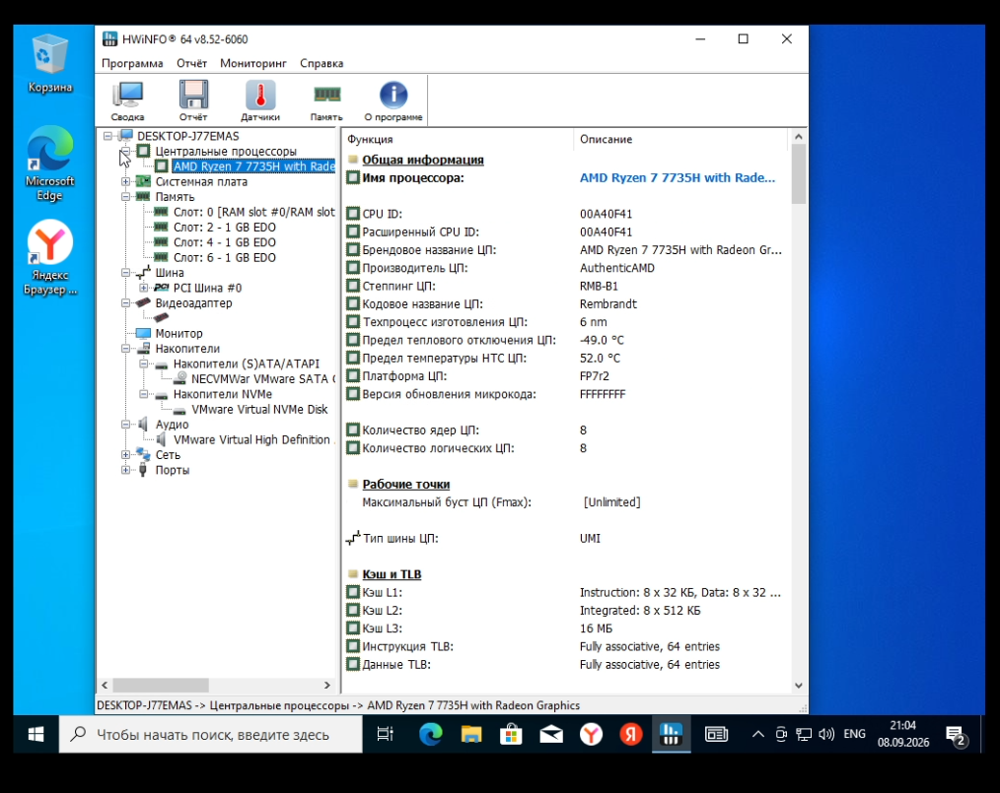 Корзина
Microsoft
Edge
Яндекс
Браузер ...
HWiNFO® 64 v8.52-6060
Программа Отчёт Мониторинг Справка
Сводка Отчёт Датчики Память О программе
DESKTOP-J77EMAS
Центральные процессоры
AMD Ryzen 7 7735H with Rade
Системная плата
Память
Слот: 0 [RAM slot #0/RAM slot
Слот: 2 - 1 GB EDO
Слот: 4 - 1 GB EDO
Слот: 6 - 1 GB EDO
Шина
PCI Шина #0
Видеоадаптер
Монитор
Накопители
Накопители (S)ATA/ATAPI
NECVMWar VMware SATA
Накопители NVMe
VMware Virtual NVMe Disk
Аудио
VMware Virtual High Definition
Сеть
Порты
Функция Описание
Общая информация
Имя процессора: AMD Ryzen 7 7735H with Rade...
CPU ID: 00A40F41
Расширенный CPU ID: 00A40F41
Брендовое название ЦП: AMD Ryzen 7 7735H with Radeon Gr...
Производитель ЦП: AuthenticAMD
Степпинг ЦП: RMB-B1
Кодовое название ЦП: Rembrandt
Техпроцесс изготовления ЦП: 6 nm
Предел теплового отключения ЦП: -49.0 °C
Предел температуры HTC ЦП: 52.0 °C
Платформа ЦП: FP7r2
Версия обновления микрокода: FFFFFFFF
Количество ядер ЦП: 8
Количество логических ЦП: 8
Рабочие точки
Максимальный буст ЦП (Fmax): [Unlimited]
Тип шины ЦП: UMI
Кэш и TLB
Кэш L1: Instruction: 8 x 32 КБ, Data: 8 x 32 ...
Кэш L2: Integrated: 8 x 512 КБ
Кэш L3: 16 МБ
Инструкция TLB: Fully associative, 64 entries
Данные TLB: Fully associative, 64 entries
DESKTOP-J77EMAS -> Центральные процессоры -> AMD Ryzen 7 7735H with Radeon Graphics
Чтобы начать поиск, введите здесь
ENG
21:04
08.09.2026
2